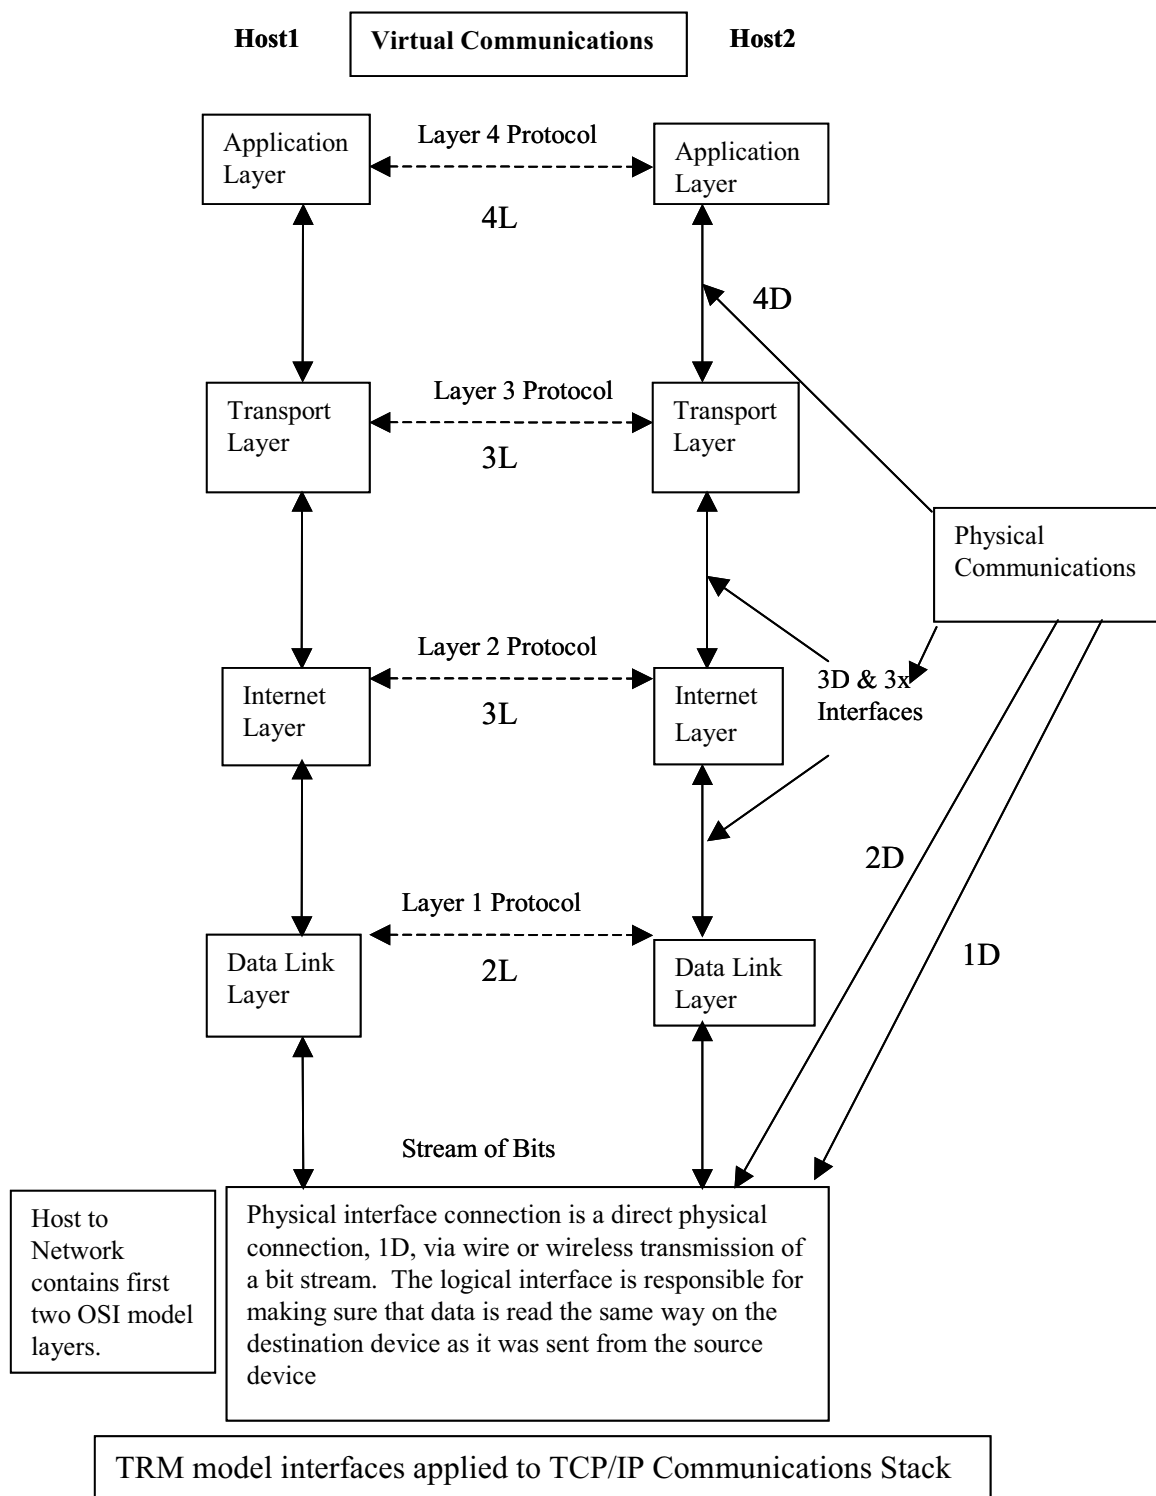 Host1
Virtual Communications
Host2
Application
Layer
Layer 4 Protocol
Application
Layer
4L
4D
Transport
Layer
Layer 3 Protocol
Transport
Layer
3L
Physical
Communications
Internet
Layer
Layer 2 Protocol
Internet
Layer
3L
3D & 3x
Interfaces
2D
Data Link
Layer
Layer 1 Protocol
Data Link
Layer
2L
1D
Stream of Bits
Host to
Network
contains first
two OSI model
layers.
Physical interface connection is a direct physical
connection, 1D, via wire or wireless transmission of
a bit stream.  The logical interface is responsible for
making sure that data is read the same way on the
destination device as it was sent from the source
device
TRM model interfaces applied to TCP/IP Communications Stack